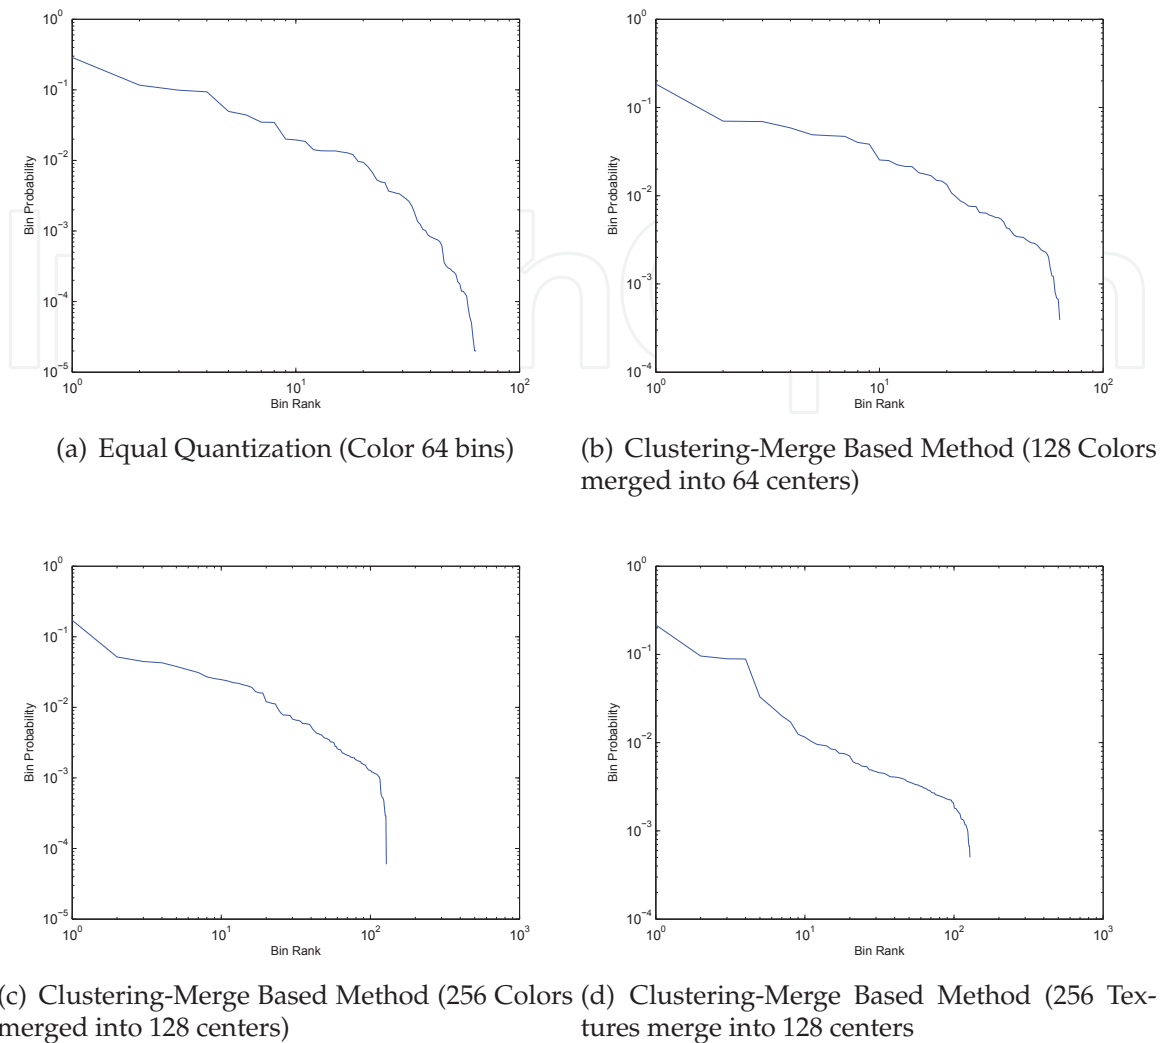 10^0
10^−1
10^−2
10^−3
10^−4
10^−5
Bin Probability
10^0 10^1 10^2
Bin Rank
(a) Equal Quantization (Color 64 bins)
10^0
10^−1
10^−2
10^−3
10^−4
Bin Probability
10^0 10^1 10^2
Bin Rank
(b) Clustering-Merge Based Method (128 Colors
merged into 64 centers)
10^0
10^−1
10^−2
10^−3
10^−4
10^−5
Bin Probability
10^0 10^1 10^2 10^3
Bin Rank
(c) Clustering-Merge Based Method (256 Colors
merged into 128 centers)
10^0
10^−1
10^−2
10^−3
10^−4
Bin Probability
10^0 10^1 10^2 10^3
Bin Rank
(d) Clustering-Merge Based Method (256 Tex-
tures merge into 128 centers